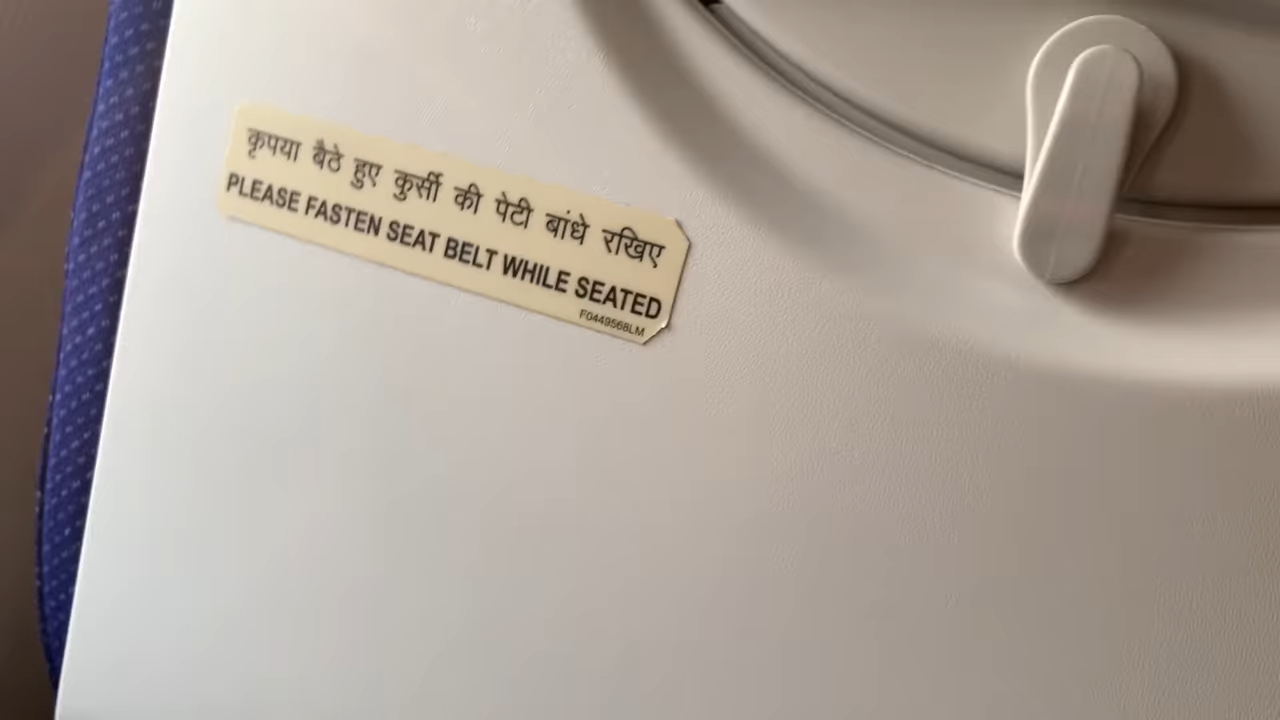 कृपया बैठे हुए कुर्सी की पेटी बांधे रखिए
PLEASE FASTEN SEAT BELT WHILE SEATED
F0449568LM